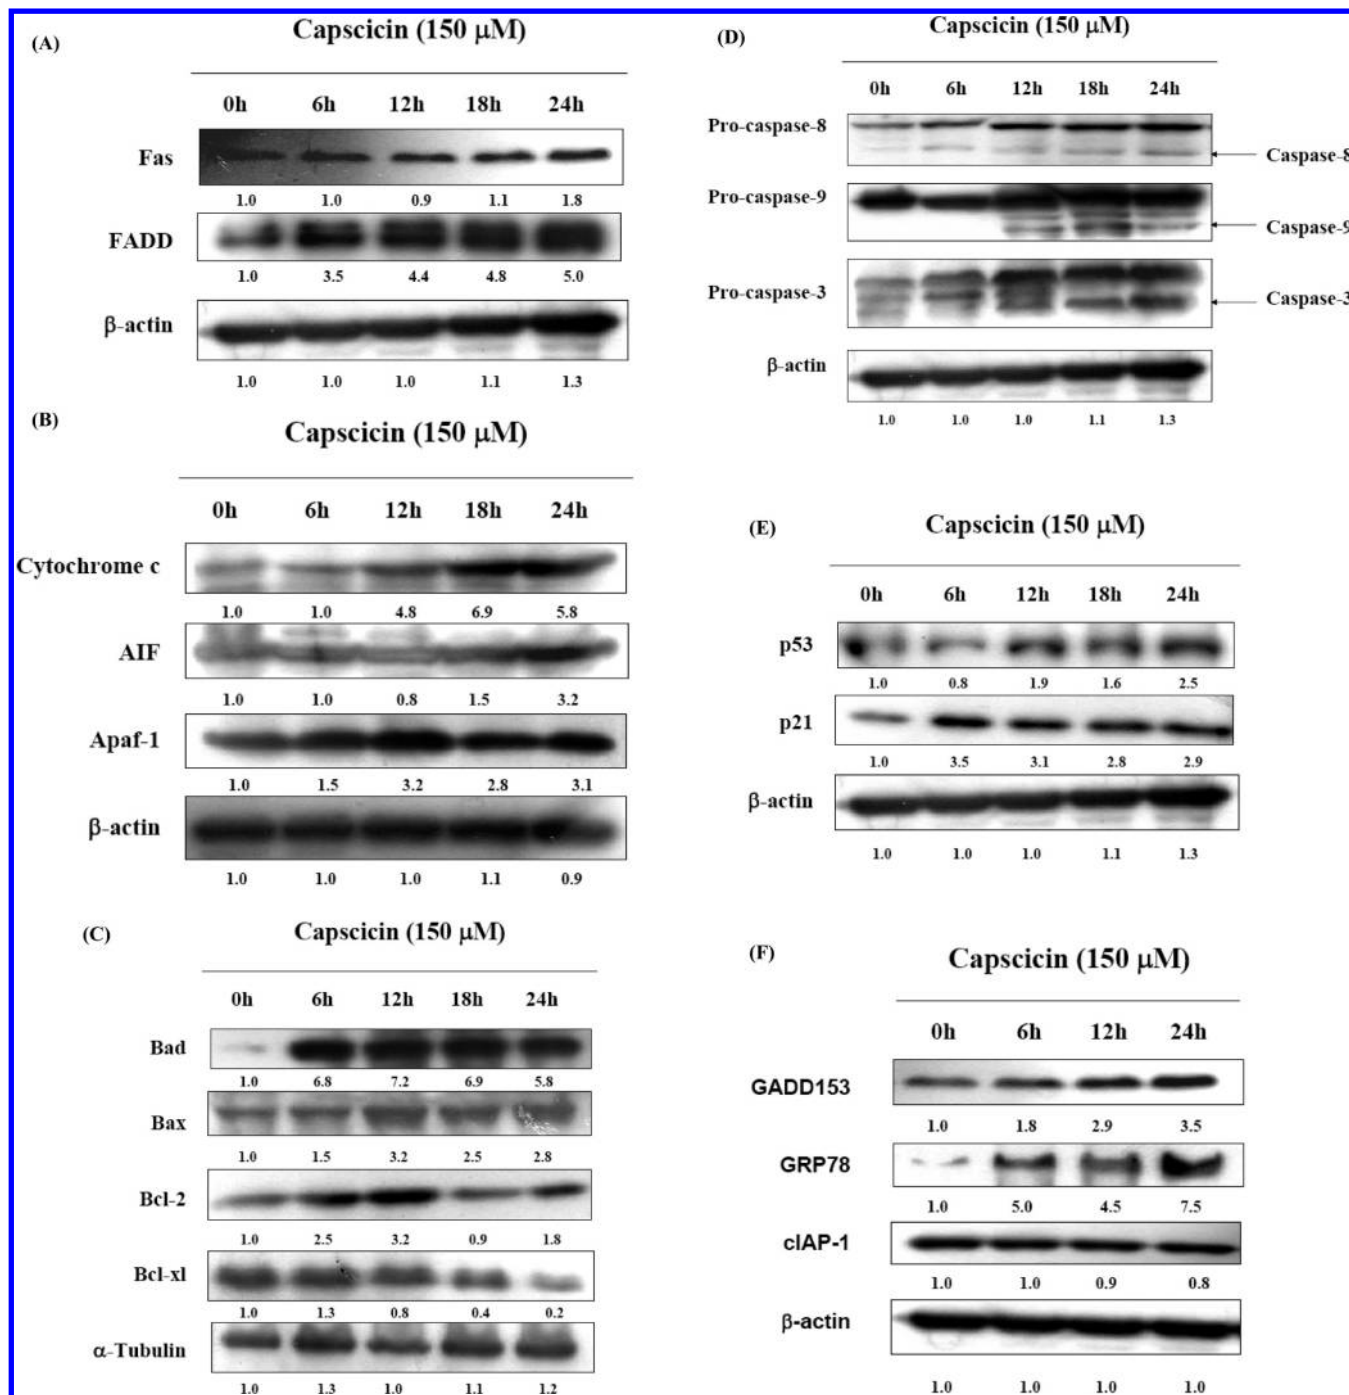 (A)
Capscicin (150 μM)
0h 6h 12h 18h 24h
Fas
1.0 1.0 0.9 1.1 1.8
FADD
1.0 3.5 4.4 4.8 5.0
β-actin
1.0 1.0 1.0 1.1 1.3
(B)
Capscicin (150 μM)
0h 6h 12h 18h 24h
Cytochrome c
1.0 1.0 4.8 6.9 5.8
AIF
1.0 1.0 0.8 1.5 3.2
Apaf-1
1.0 1.5 3.2 2.8 3.1
β-actin
1.0 1.0 1.0 1.1 0.9
(C)
Capscicin (150 μM)
0h 6h 12h 18h 24h
Bad
1.0 6.8 7.2 6.9 5.8
Bax
1.0 1.5 3.2 2.5 2.8
Bcl-2
1.0 2.5 3.2 0.9 1.8
Bcl-xl
1.0 1.3 0.8 0.4 0.2
α-Tubulin
1.0 1.3 1.0 1.1 1.2
(D)
Capscicin (150 μM)
0h 6h 12h 18h 24h
Pro-caspase-8
Caspase-8
Pro-caspase-9
Caspase-9
Pro-caspase-3
Caspase-3
β-actin
1.0 1.0 1.0 1.1 1.3
(E)
Capscicin (150 μM)
0h 6h 12h 18h 24h
p53
1.0 0.8 1.9 1.6 2.5
p21
1.0 3.5 3.1 2.8 2.9
β-actin
1.0 1.0 1.0 1.1 1.3
(F)
Capscicin (150 μM)
0h 6h 12h 24h
GADD153
1.0 1.8 2.9 3.5
GRP78
1.0 5.0 4.5 7.5
cIAP-1
1.0 1.0 0.9 0.8
β-actin
1.0 1.0 1.0 1.0